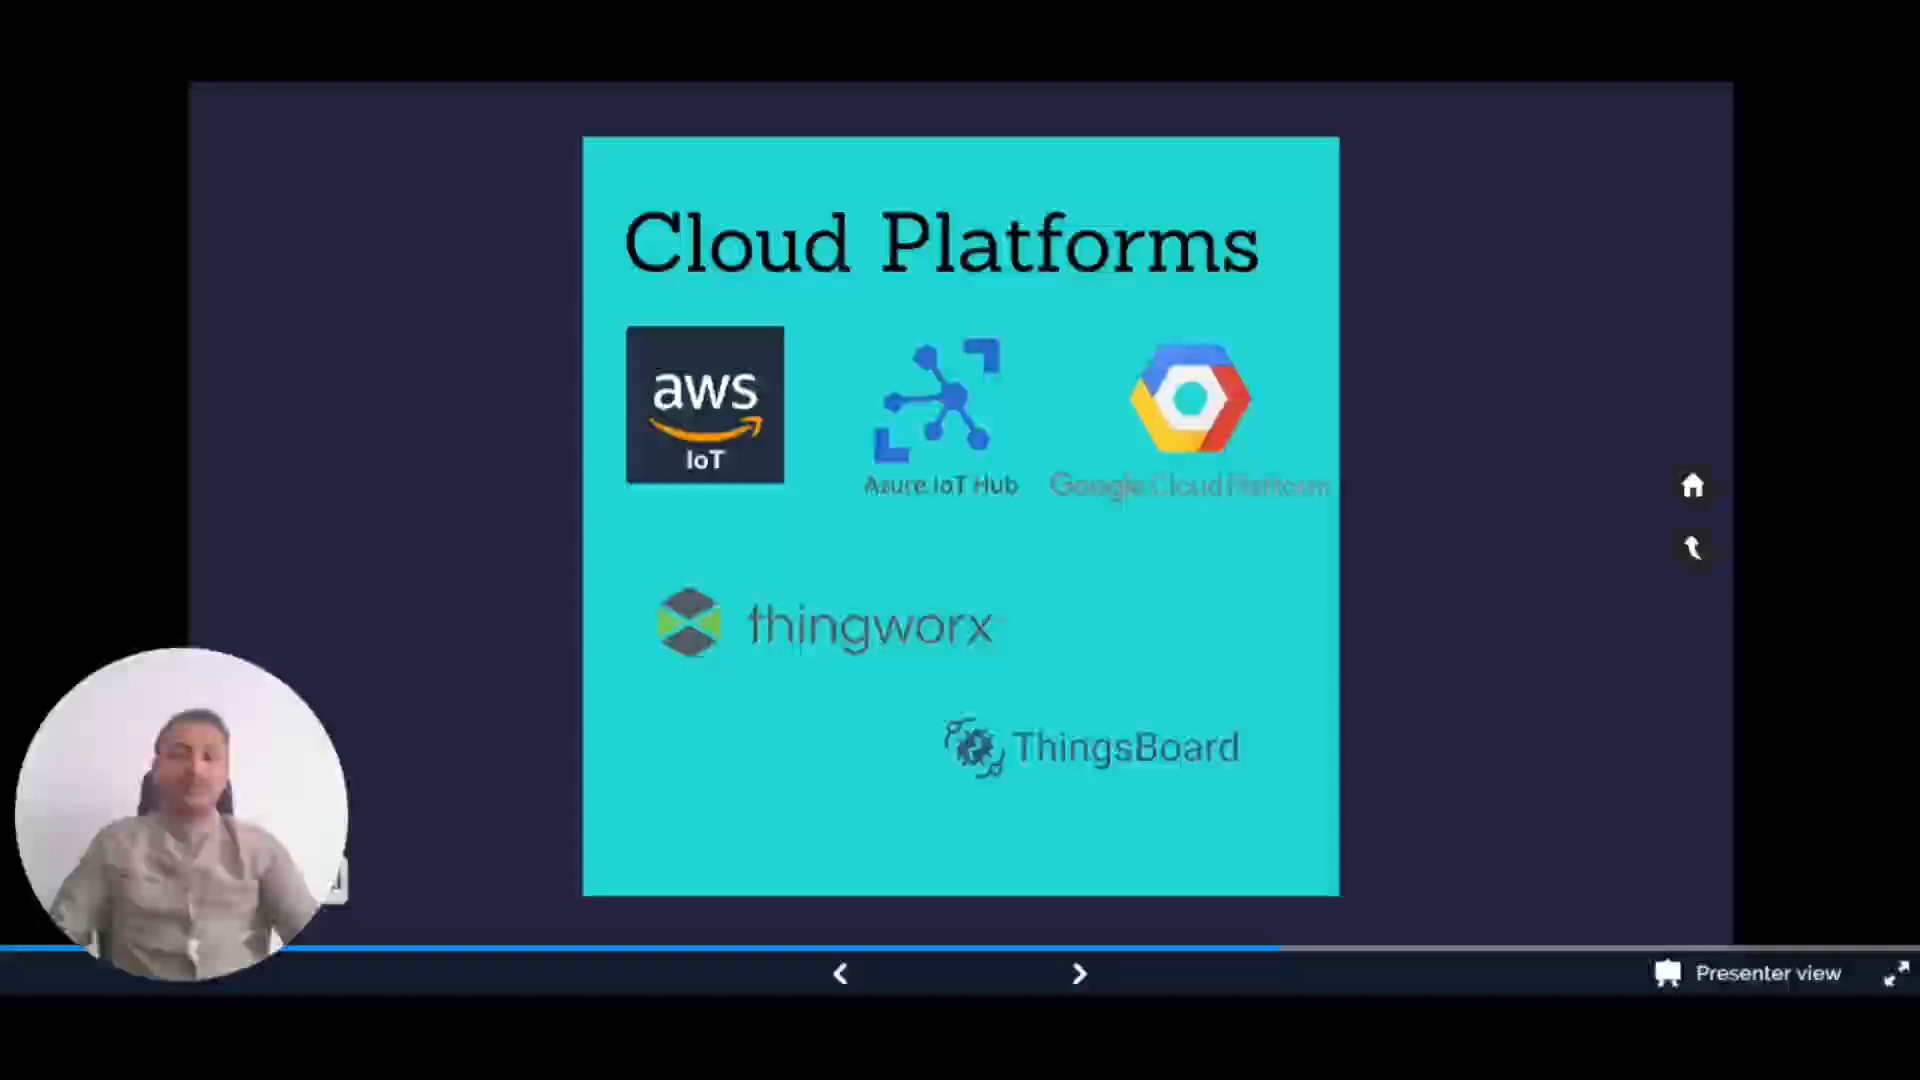 Cloud Platforms
aws
IoT
Azure IoT Hub
Google Cloud Platform
thingworx
ThingsBoard
Presenter view